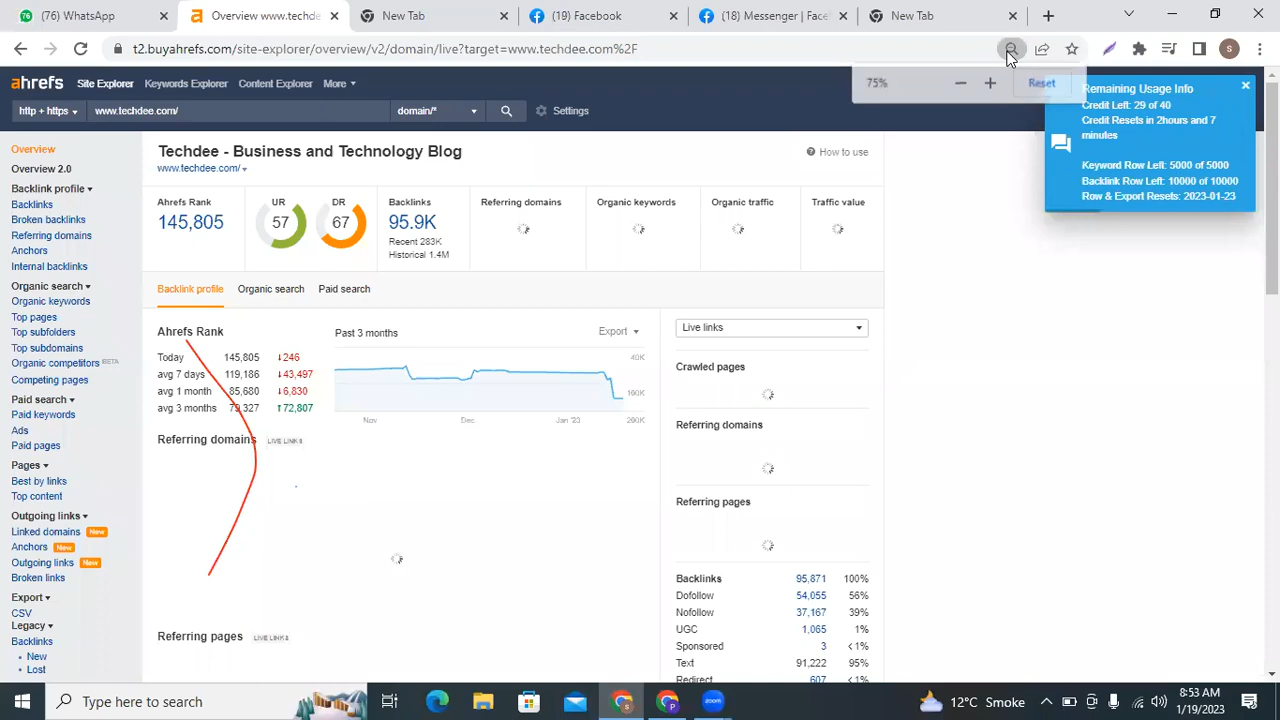 (76) WhatsApp
Overview www.techde
New Tab
(19) Facebook
(18) Messenger | Face
New Tab
t2.buyahrefs.com/site-explorer/overview/v2/domain/live?target=www.techdee.com%2F
S
75%
Reset
ahrefs
Site Explorer
Keywords Explorer
Content Explorer
More
http + https
www.techdee.com/
domain/*
Settings
Remaining Usage Info
Credit Left: 29 of 40
Credit Resets in 2hours and 7
minutes
Keyword Row Left: 5000 of 5000
Backlink Row Left: 10000 of 10000
Row & Export Resets: 2023-01-23
Overview
Overview 2.0
Backlink profile
Backlinks
Broken backlinks
Referring domains
Anchors
Internal backlinks
Organic search
Organic keywords
Top pages
Top subfolders
Top subdomains
Organic competitors BETA
Competing pages
Paid search
Paid keywords
Ads
Paid pages
Pages
Best by links
Top content
Outgoing links
Linked domains New
Anchors New
Outgoing links New
Broken links
Export
CSV
Legacy
Backlinks
New
Lost
Techdee - Business and Technology Blog
www.techdee.com/
How to use
Ahrefs Rank
145,805
UR
57
DR
67
Backlinks
95.9K
Recent 283K
Historical 1.4M
Referring domains
Organic keywords
Organic traffic
Traffic value
Backlink profile
Organic search
Paid search
Ahrefs Rank
Today 145,805 ↓246
avg 7 days 119,186 ↓43,497
avg 1 month 85,680 ↓6,830
avg 3 months 79,327 ↑72,807
Past 3 months
Export
40K
Nov
Dec
Jan '23
Referring domains LIVE LINKS
Referring pages LIVE LINKS
Live links
Crawled pages
Referring domains
Referring pages
Backlinks 95,871 100%
Dofollow 54,055 56%
Nofollow 37,167 39%
UGC 1,065 1%
Sponsored 3 <1%
Text 91,222 95%
Redirect 607 <1%
Type here to search
zoom
12°C Smoke
8:53 AM
1/19/2023